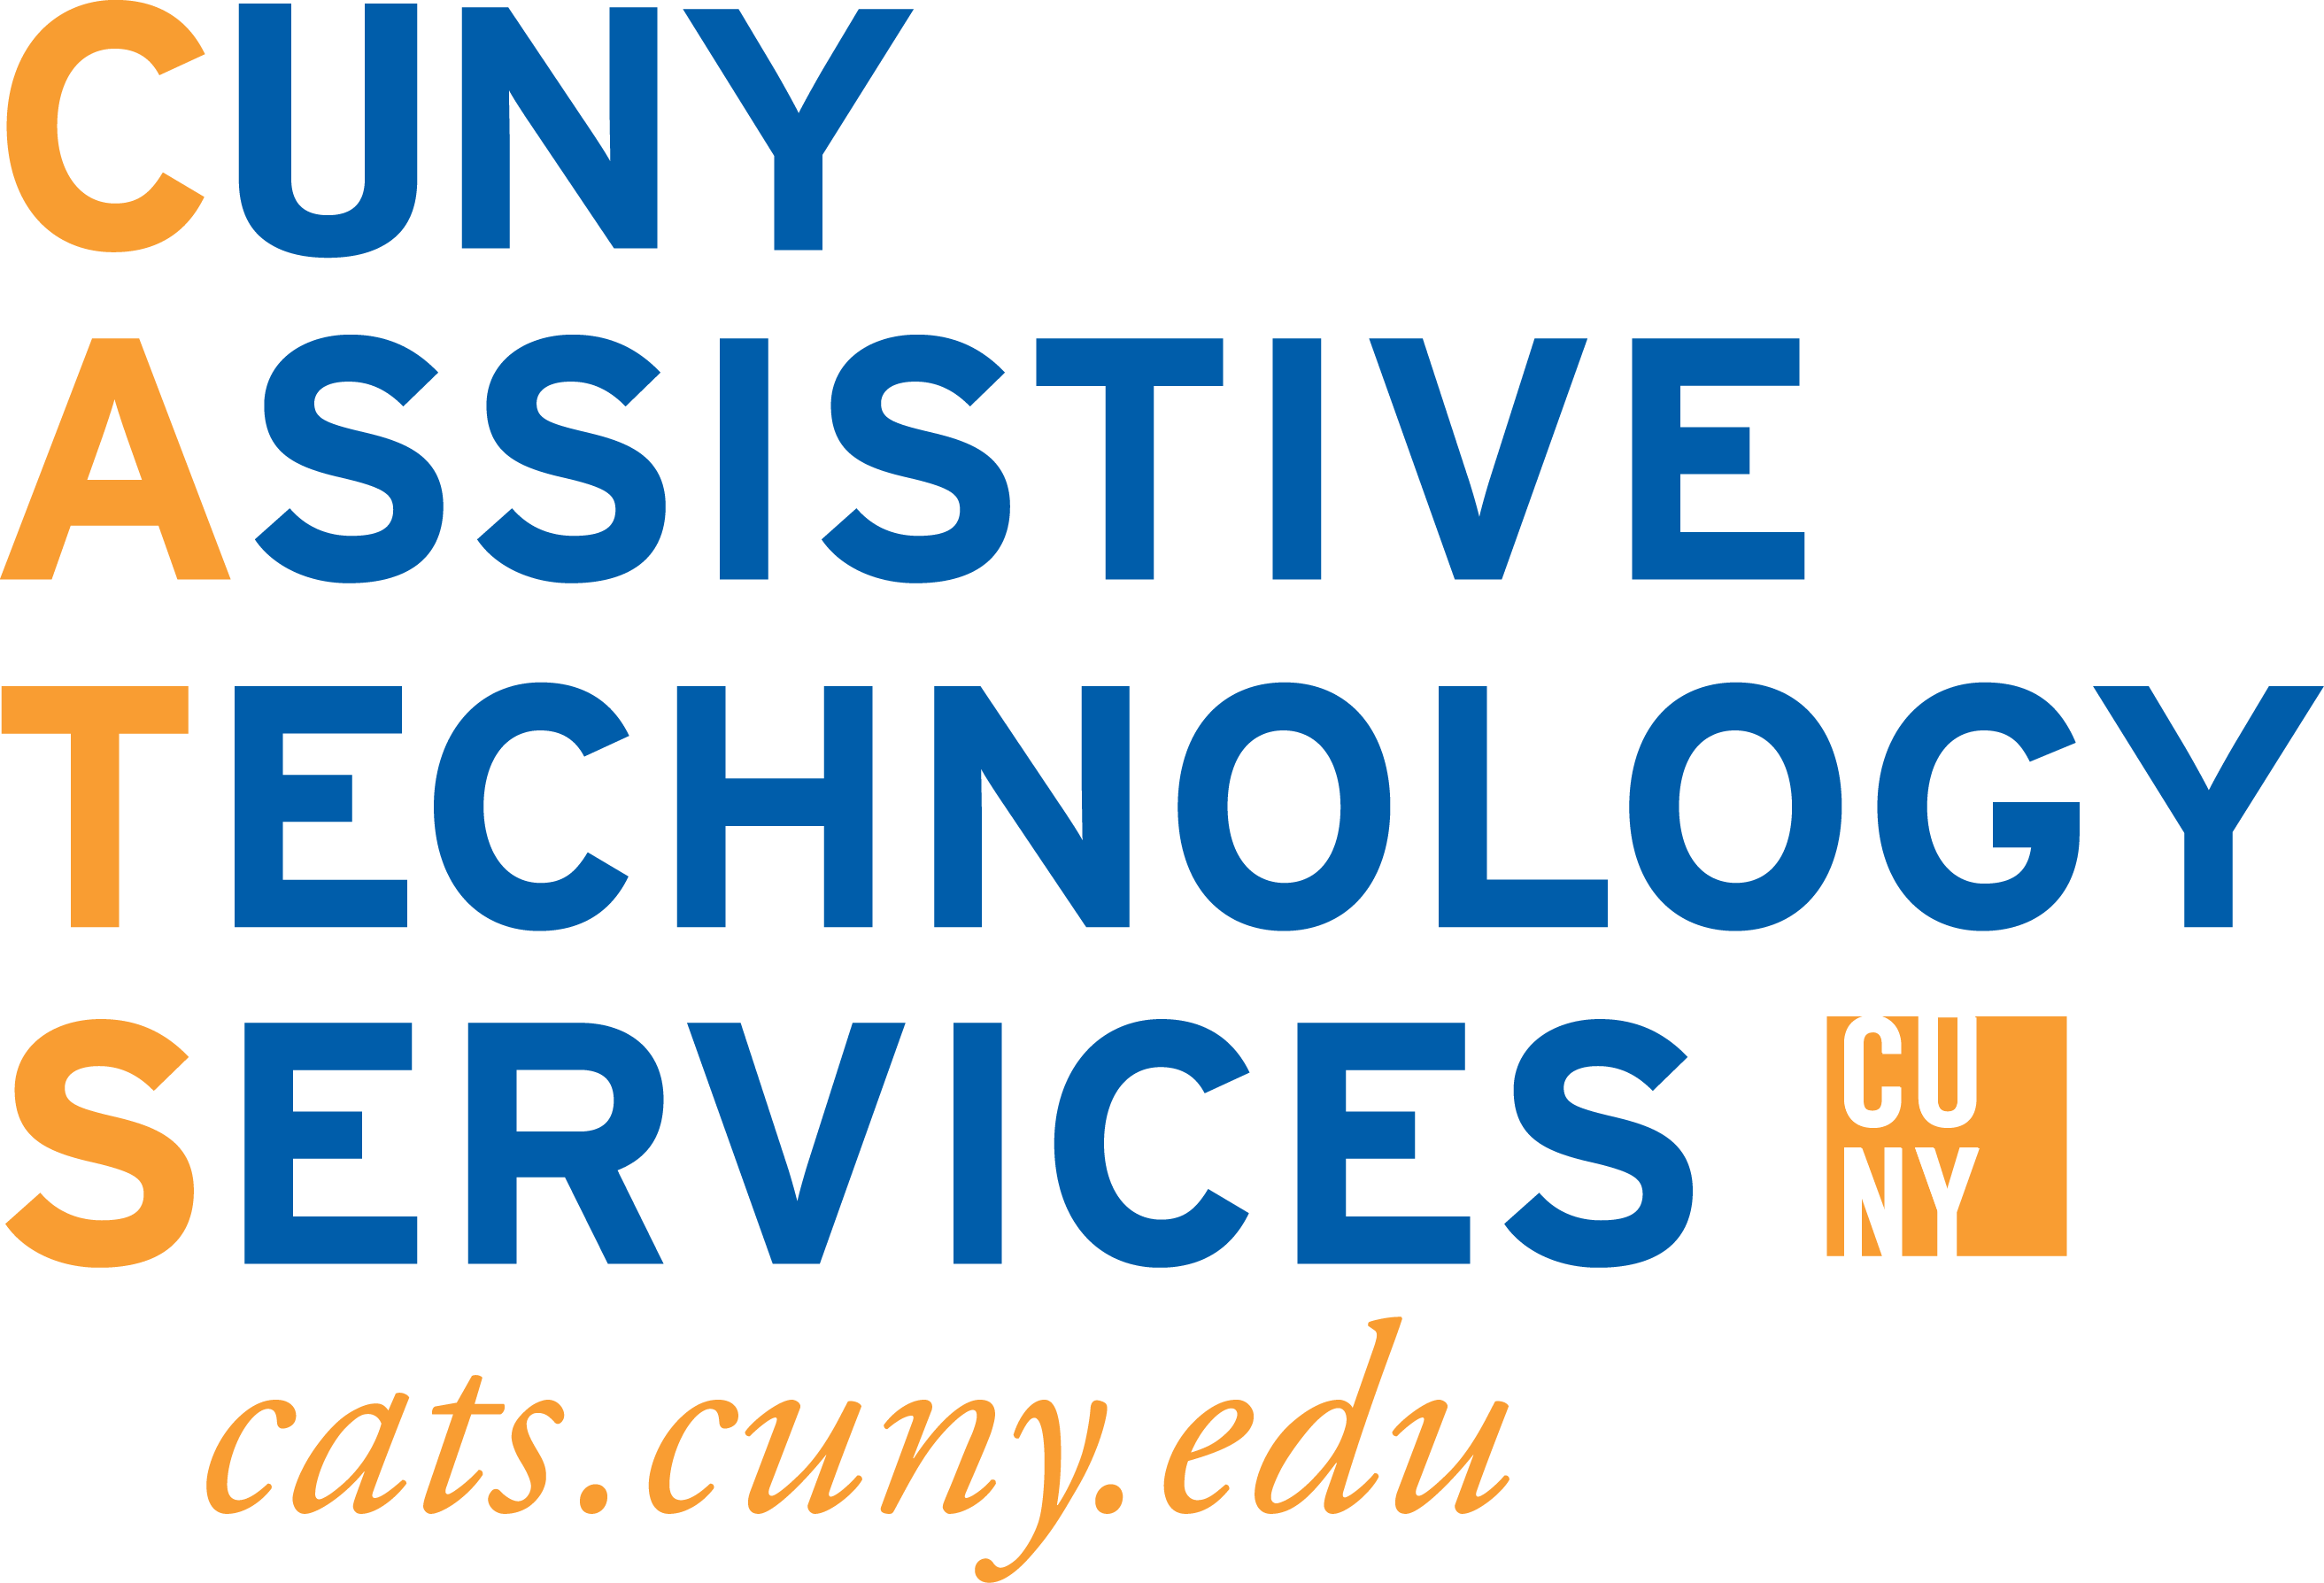 CUNY
ASSISTIVE
TECHNOLOGY
SERVICES
CU
NY
cats.cuny.edu